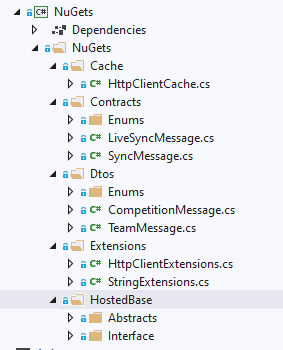 C# NuGets
Dependencies
NuGets
Cache
C# HttpClientCache.cs
Contracts
Enums
C# LiveSyncMessage.cs
C# SyncMessage.cs
Dtos
Enums
C# CompetitionMessage.cs
C# TeamMessage.cs
Extensions
C# HttpClientExtensions.cs
C# StringExtensions.cs
HostedBase
Abstracts
Interface